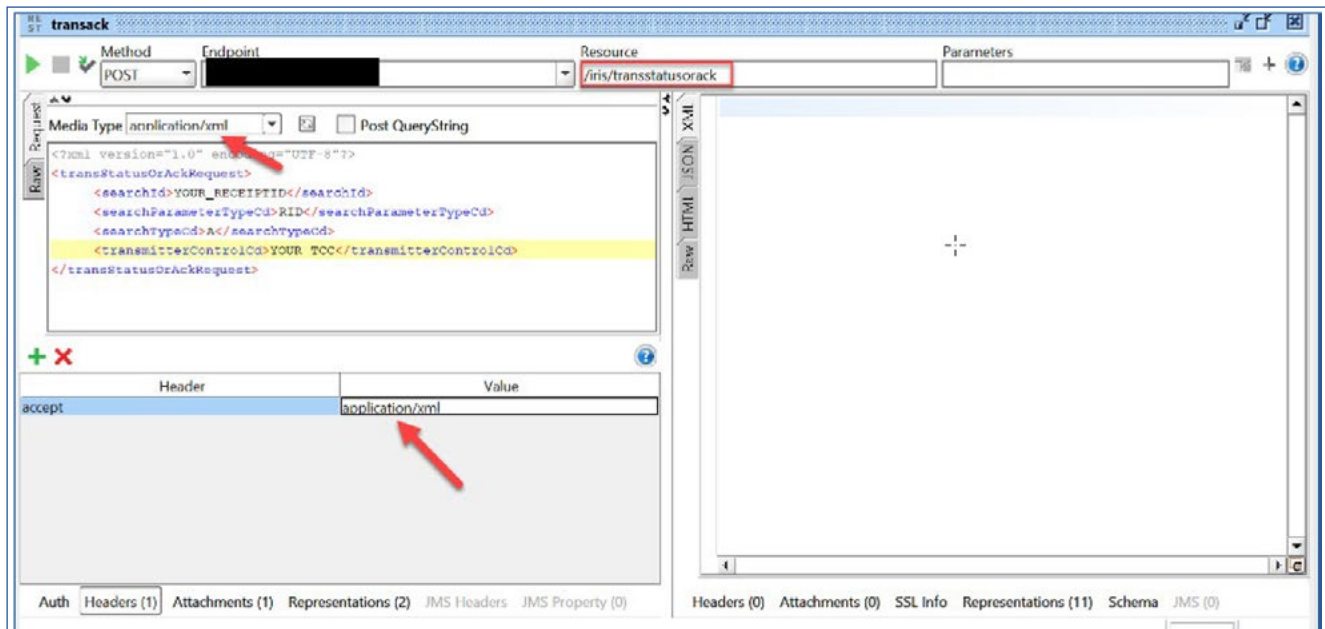 REST transack
Method Endpoint Resource Parameters
POST /iris/transstatusorack
Request
Raw
Media Type application/xml Post QueryString
<?xml version="1.0" encoding="UTF-8"?>
<transStatusOrAckRequest>
<searchId>YOUR_RECEIPTID</searchId>
<searchParameterTypeCd>RID</searchParameterTypeCd>
<searchTypeCd>A</searchTypeCd>
<transmitterControlCd>YOUR TCC</transmitterControlCd>
</transStatusOrAckRequest>
XML
JSON
HTML
Raw
Header Value
accept application/xml
Auth Headers (1) Attachments (1) Representations (2) JMS Headers JMS Property (0)
Headers (0) Attachments (0) SSL Info Representations (11) Schema JMS (0)